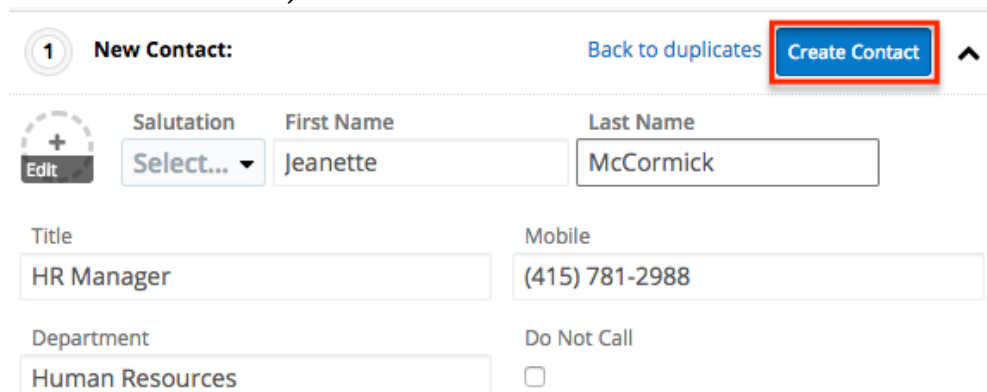 1 New Contact: Back to duplicates Create Contact
Salutation First Name Last Name
Edit Select... Jeanette McCormick
Title Mobile
HR Manager (415) 781-2988
Department Do Not Call
Human Resources